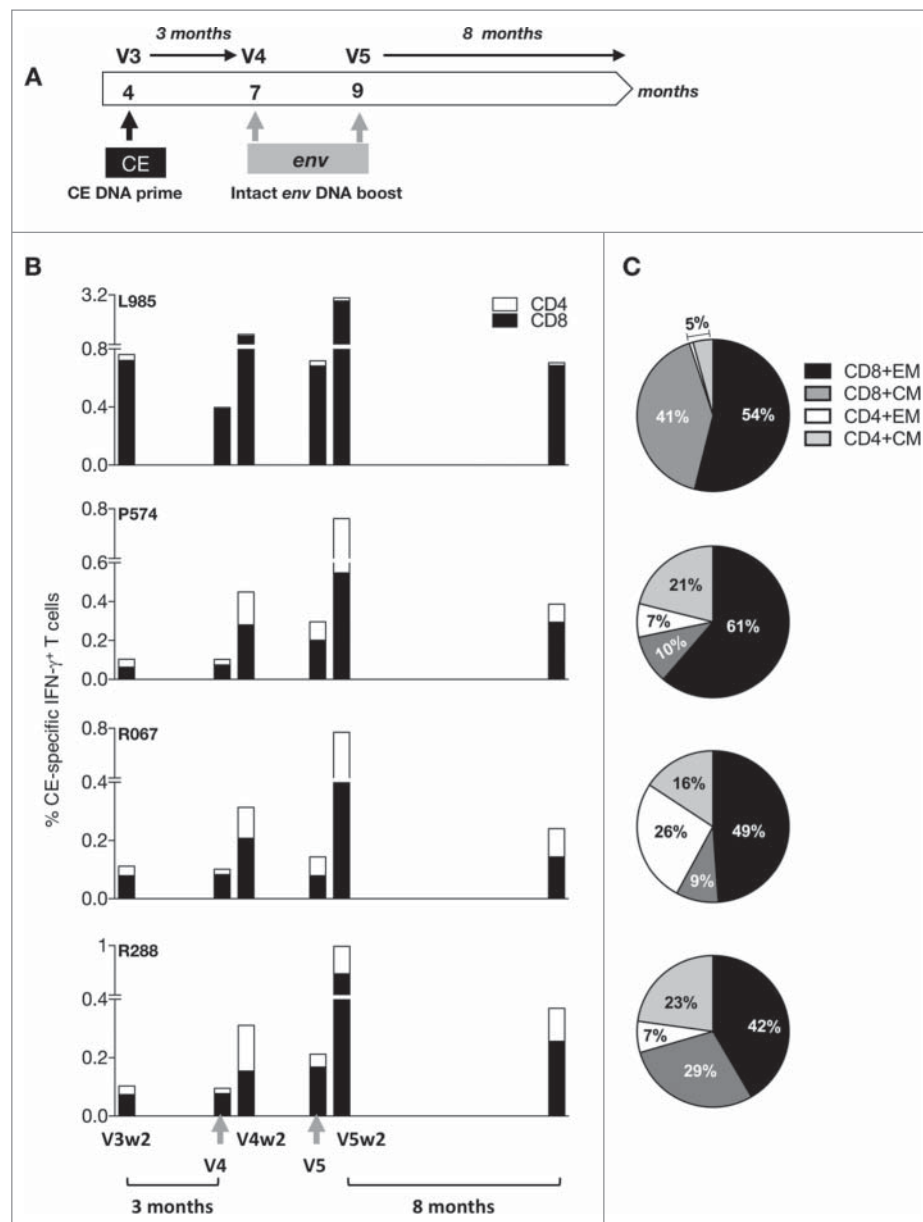 3 months
8 months
V3
V4
V5
A
4
7
9
months
CE
env
CE DNA prime
Intact env DNA boost
B
% CE-specific IFN-γ+ T cells
L985
CD4
CD8
3.2
0.8
0.4
0.0
P574
0.8
0.6
0.4
0.2
0.0
R067
0.8
0.4
0.2
0.0
R288
1
0.4
0.2
0.0
V3w2
V4w2
V5w2
V4
V5
3 months
8 months
C
5%
41%
54%
CD8+EM
CD8+CM
CD4+EM
CD4+CM
21%
7%
10%
61%
16%
26%
9%
49%
23%
7%
29%
42%